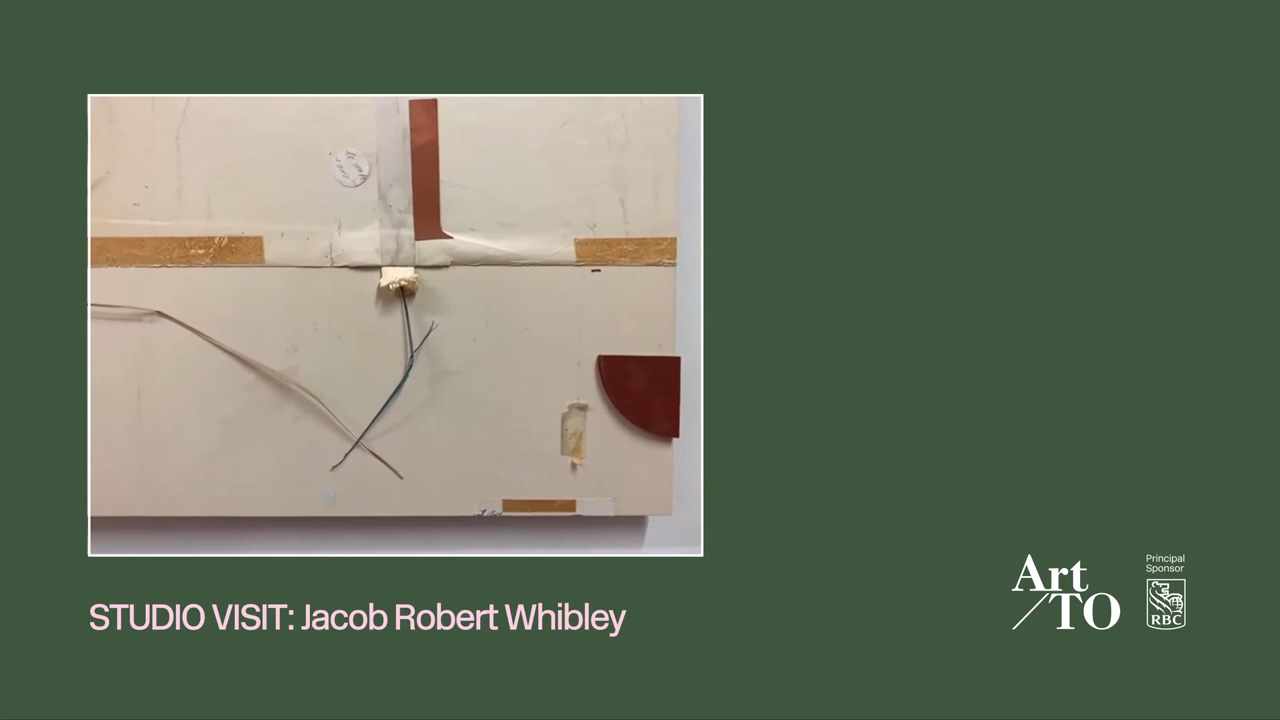 STUDIO VISIT: Jacob Robert Whibley
Art
/TO
Principal
Sponsor
RBC